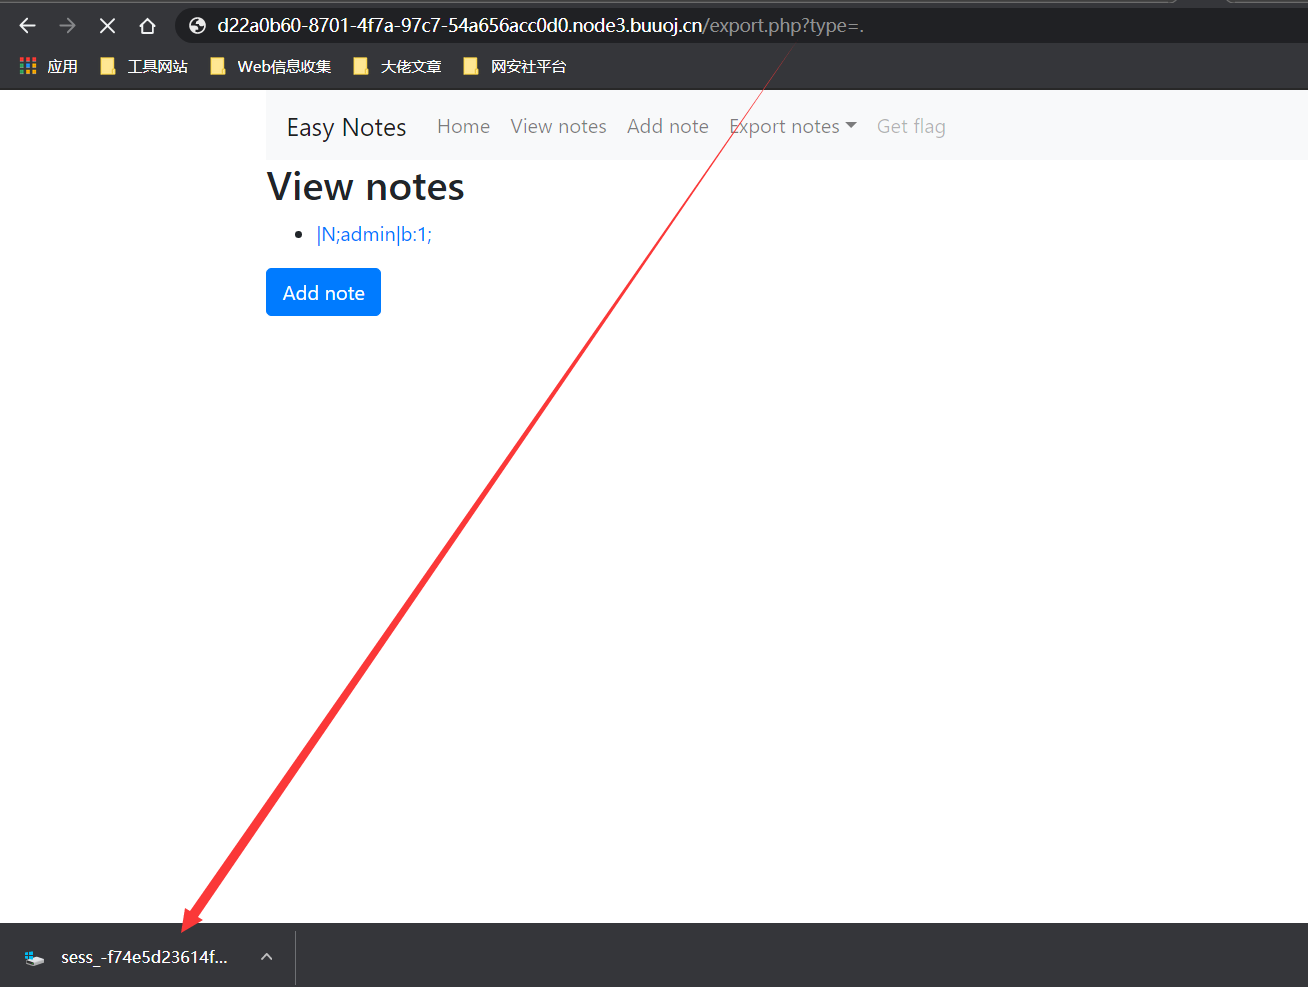 d22a0b60-8701-4f7a-97c7-54a656acc0d0.node3.buuoj.cn/export.php?type=.
应用 工具网站 Web信息收集 大佬文章 网安社平台
Easy Notes Home View notes Add note Export notes Get flag
View notes
|N;admin|b:1;
Add note
sess_-f74e5d23614f...